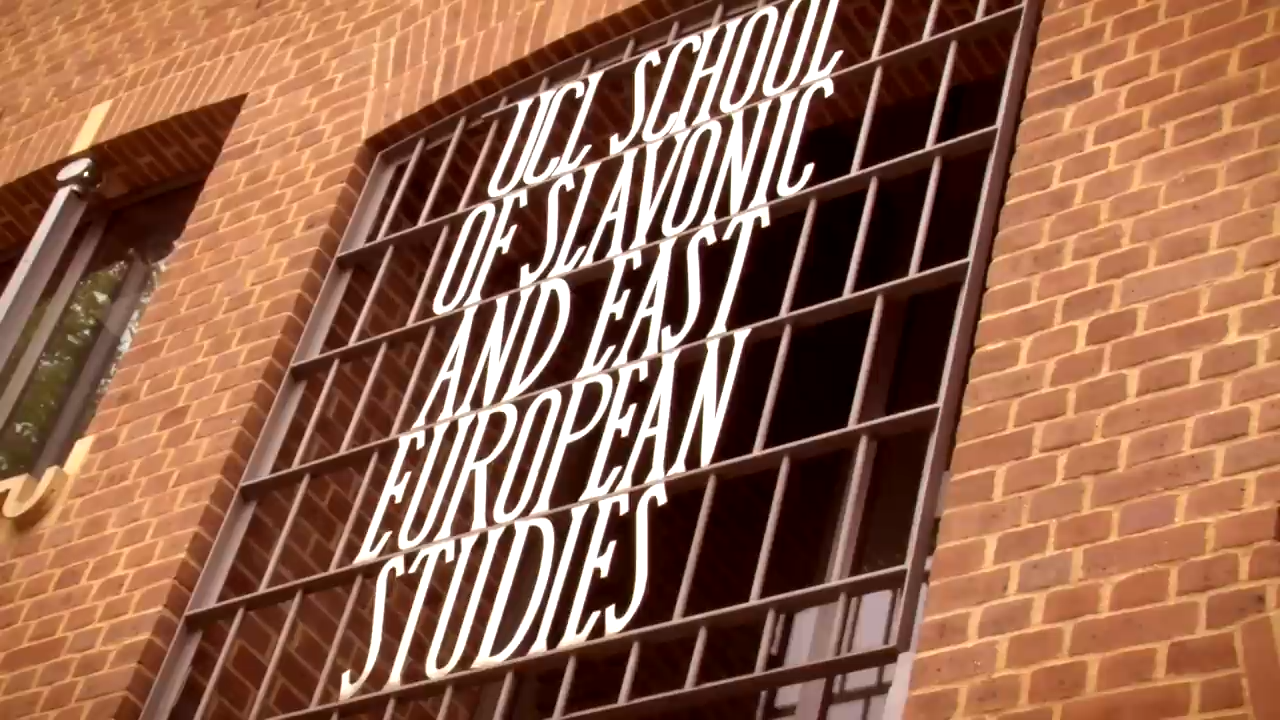 UCL SCHOOL
OF SLAVONIC
AND EAST
EUROPEAN
STUDIES